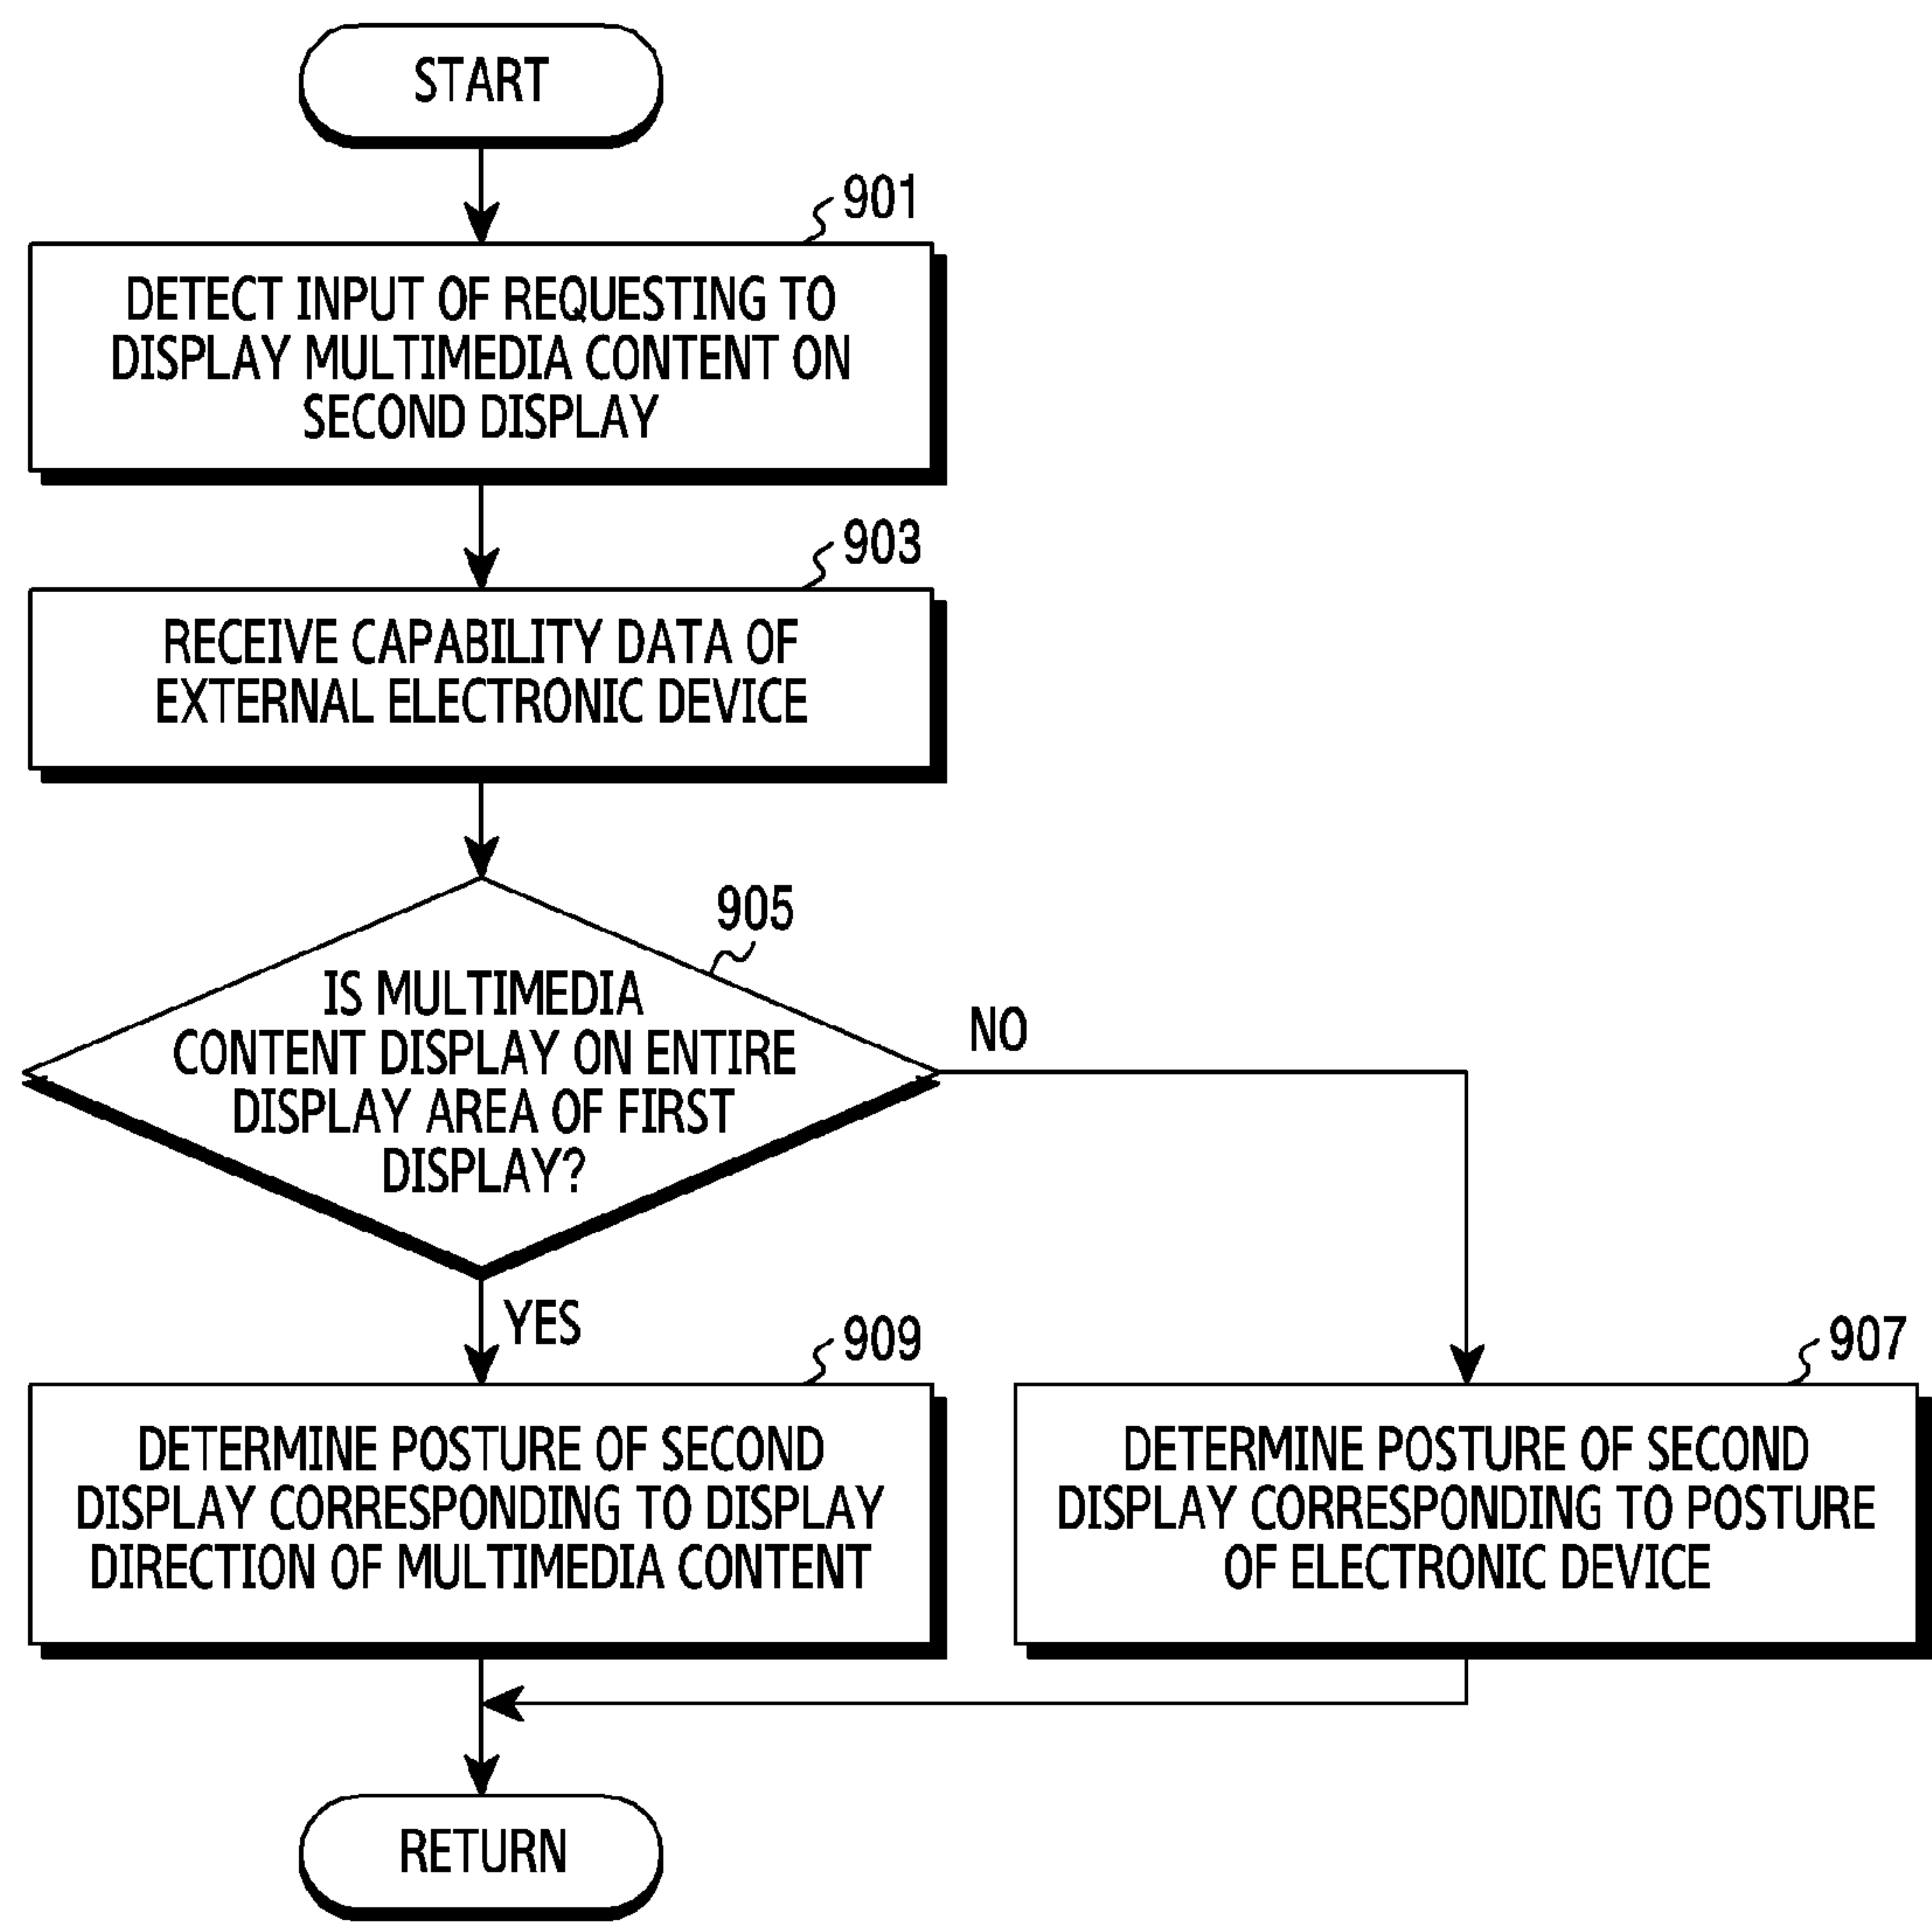 START
901
DETECT INPUT OF REQUESTING TO
DISPLAY MULTIMEDIA CONTENT ON
SECOND DISPLAY
903
RECEIVE CAPABILITY DATA OF
EXTERNAL ELECTRONIC DEVICE
905
IS MULTIMEDIA
CONTENT DISPLAY ON ENTIRE
DISPLAY AREA OF FIRST
DISPLAY?
NO
YES
909
DETERMINE POSTURE OF SECOND
DISPLAY CORRESPONDING TO DISPLAY
DIRECTION OF MULTIMEDIA CONTENT
907
DETERMINE POSTURE OF SECOND
DISPLAY CORRESPONDING TO POSTURE
OF ELECTRONIC DEVICE
RETURN